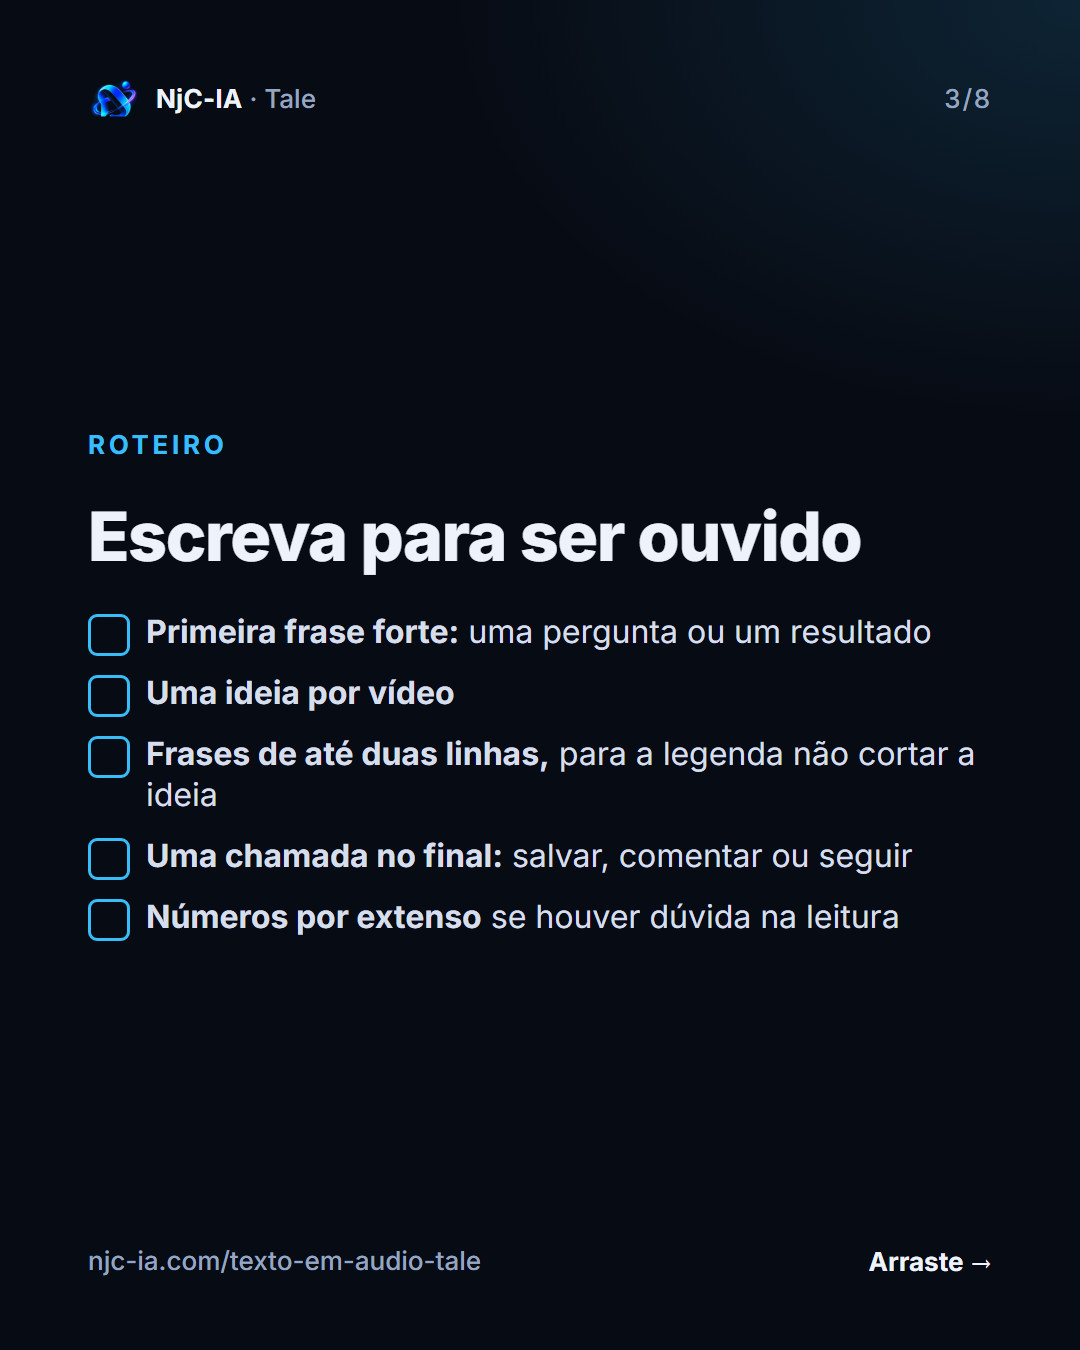 NjC-IA · Tale
3/8
ROTEIRO
Escreva para ser ouvido
Primeira frase forte: uma pergunta ou um resultado
Uma ideia por vídeo
Frases de até duas linhas, para a legenda não cortar a
ideia
Uma chamada no final: salvar, comentar ou seguir
Números por extenso se houver dúvida na leitura
njc-ia.com/texto-em-audio-tale
Arraste →